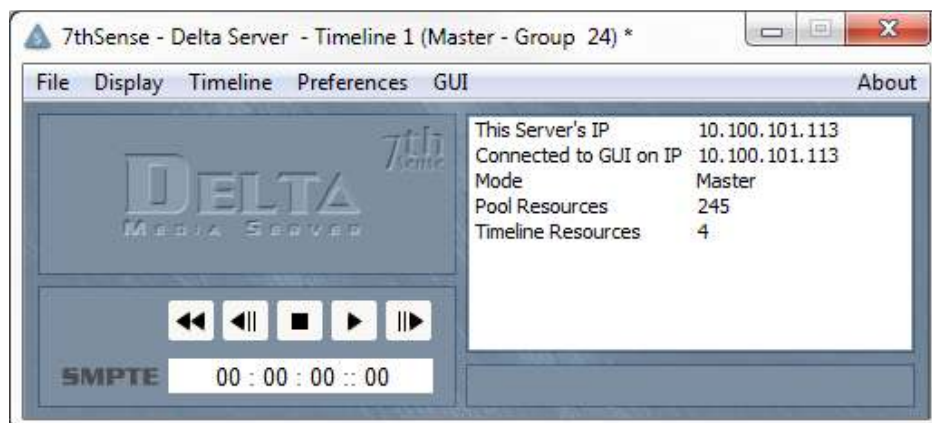 7thSense - Delta Server - Timeline 1 (Master - Group 24) *
File Display Timeline Preferences GUI About
7th
Sense
DELTA
MEDIA SERVER
This Server's IP 10.100.101.113
Connected to GUI on IP 10.100.101.113
Mode Master
Pool Resources 245
Timeline Resources 4
SMPTE 00 : 00 : 00 :: 00